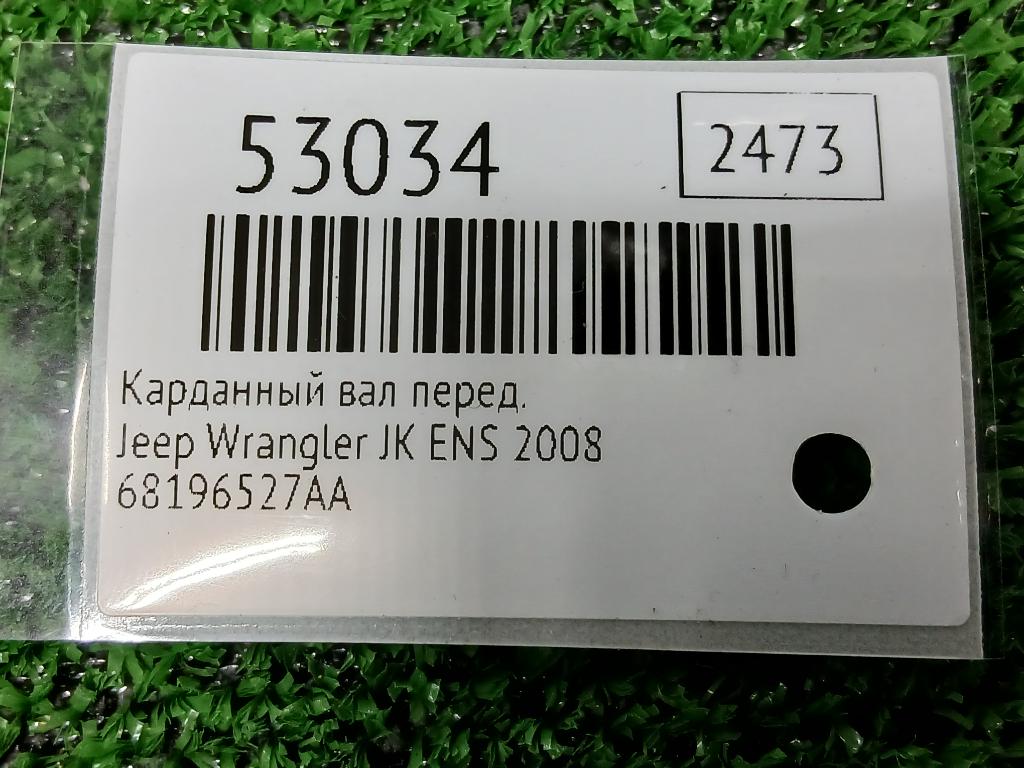 53034
2473
Карданный вал перед.
Jeep Wrangler JK ENS 2008
68196527AA